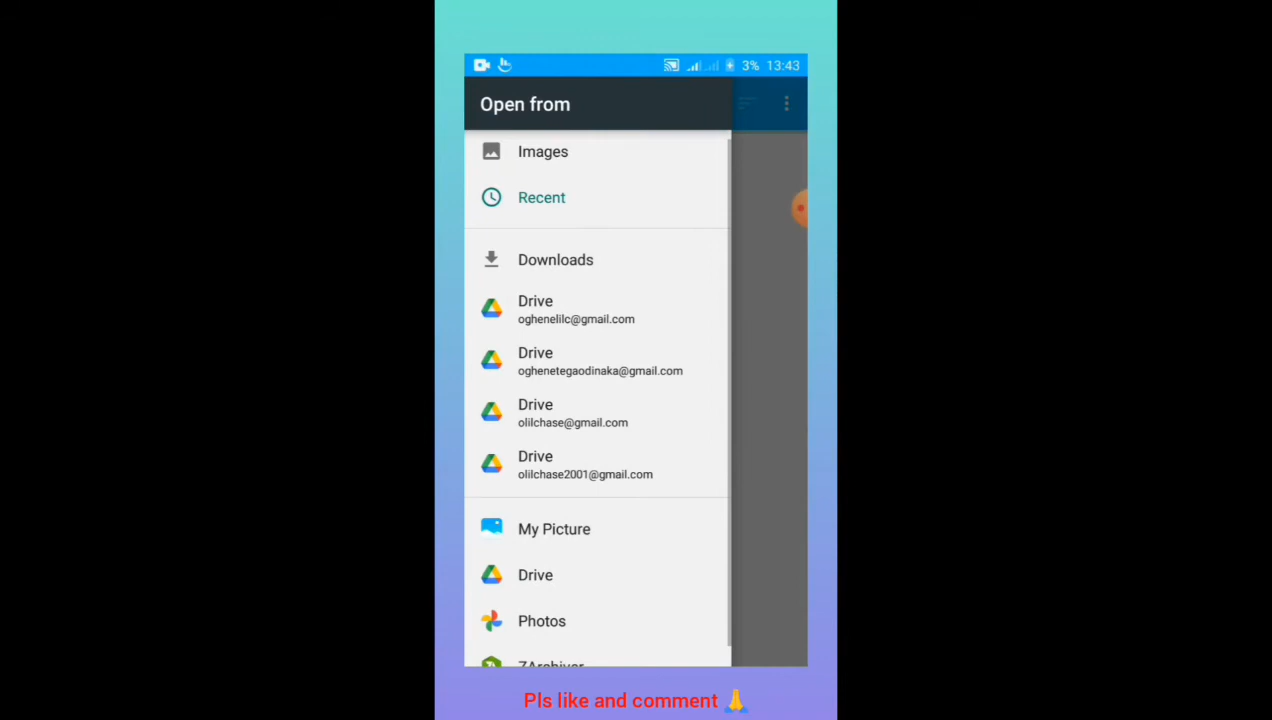 3% 13:43
Open from
Images
Recent
Downloads
Drive
oghenelilc@gmail.com
Drive
oghenetegaodinaka@gmail.com
Drive
olilchase@gmail.com
Drive
olilchase2001@gmail.com
My Picture
Drive
Photos
ZArchiver
Pls like and comment 🙏